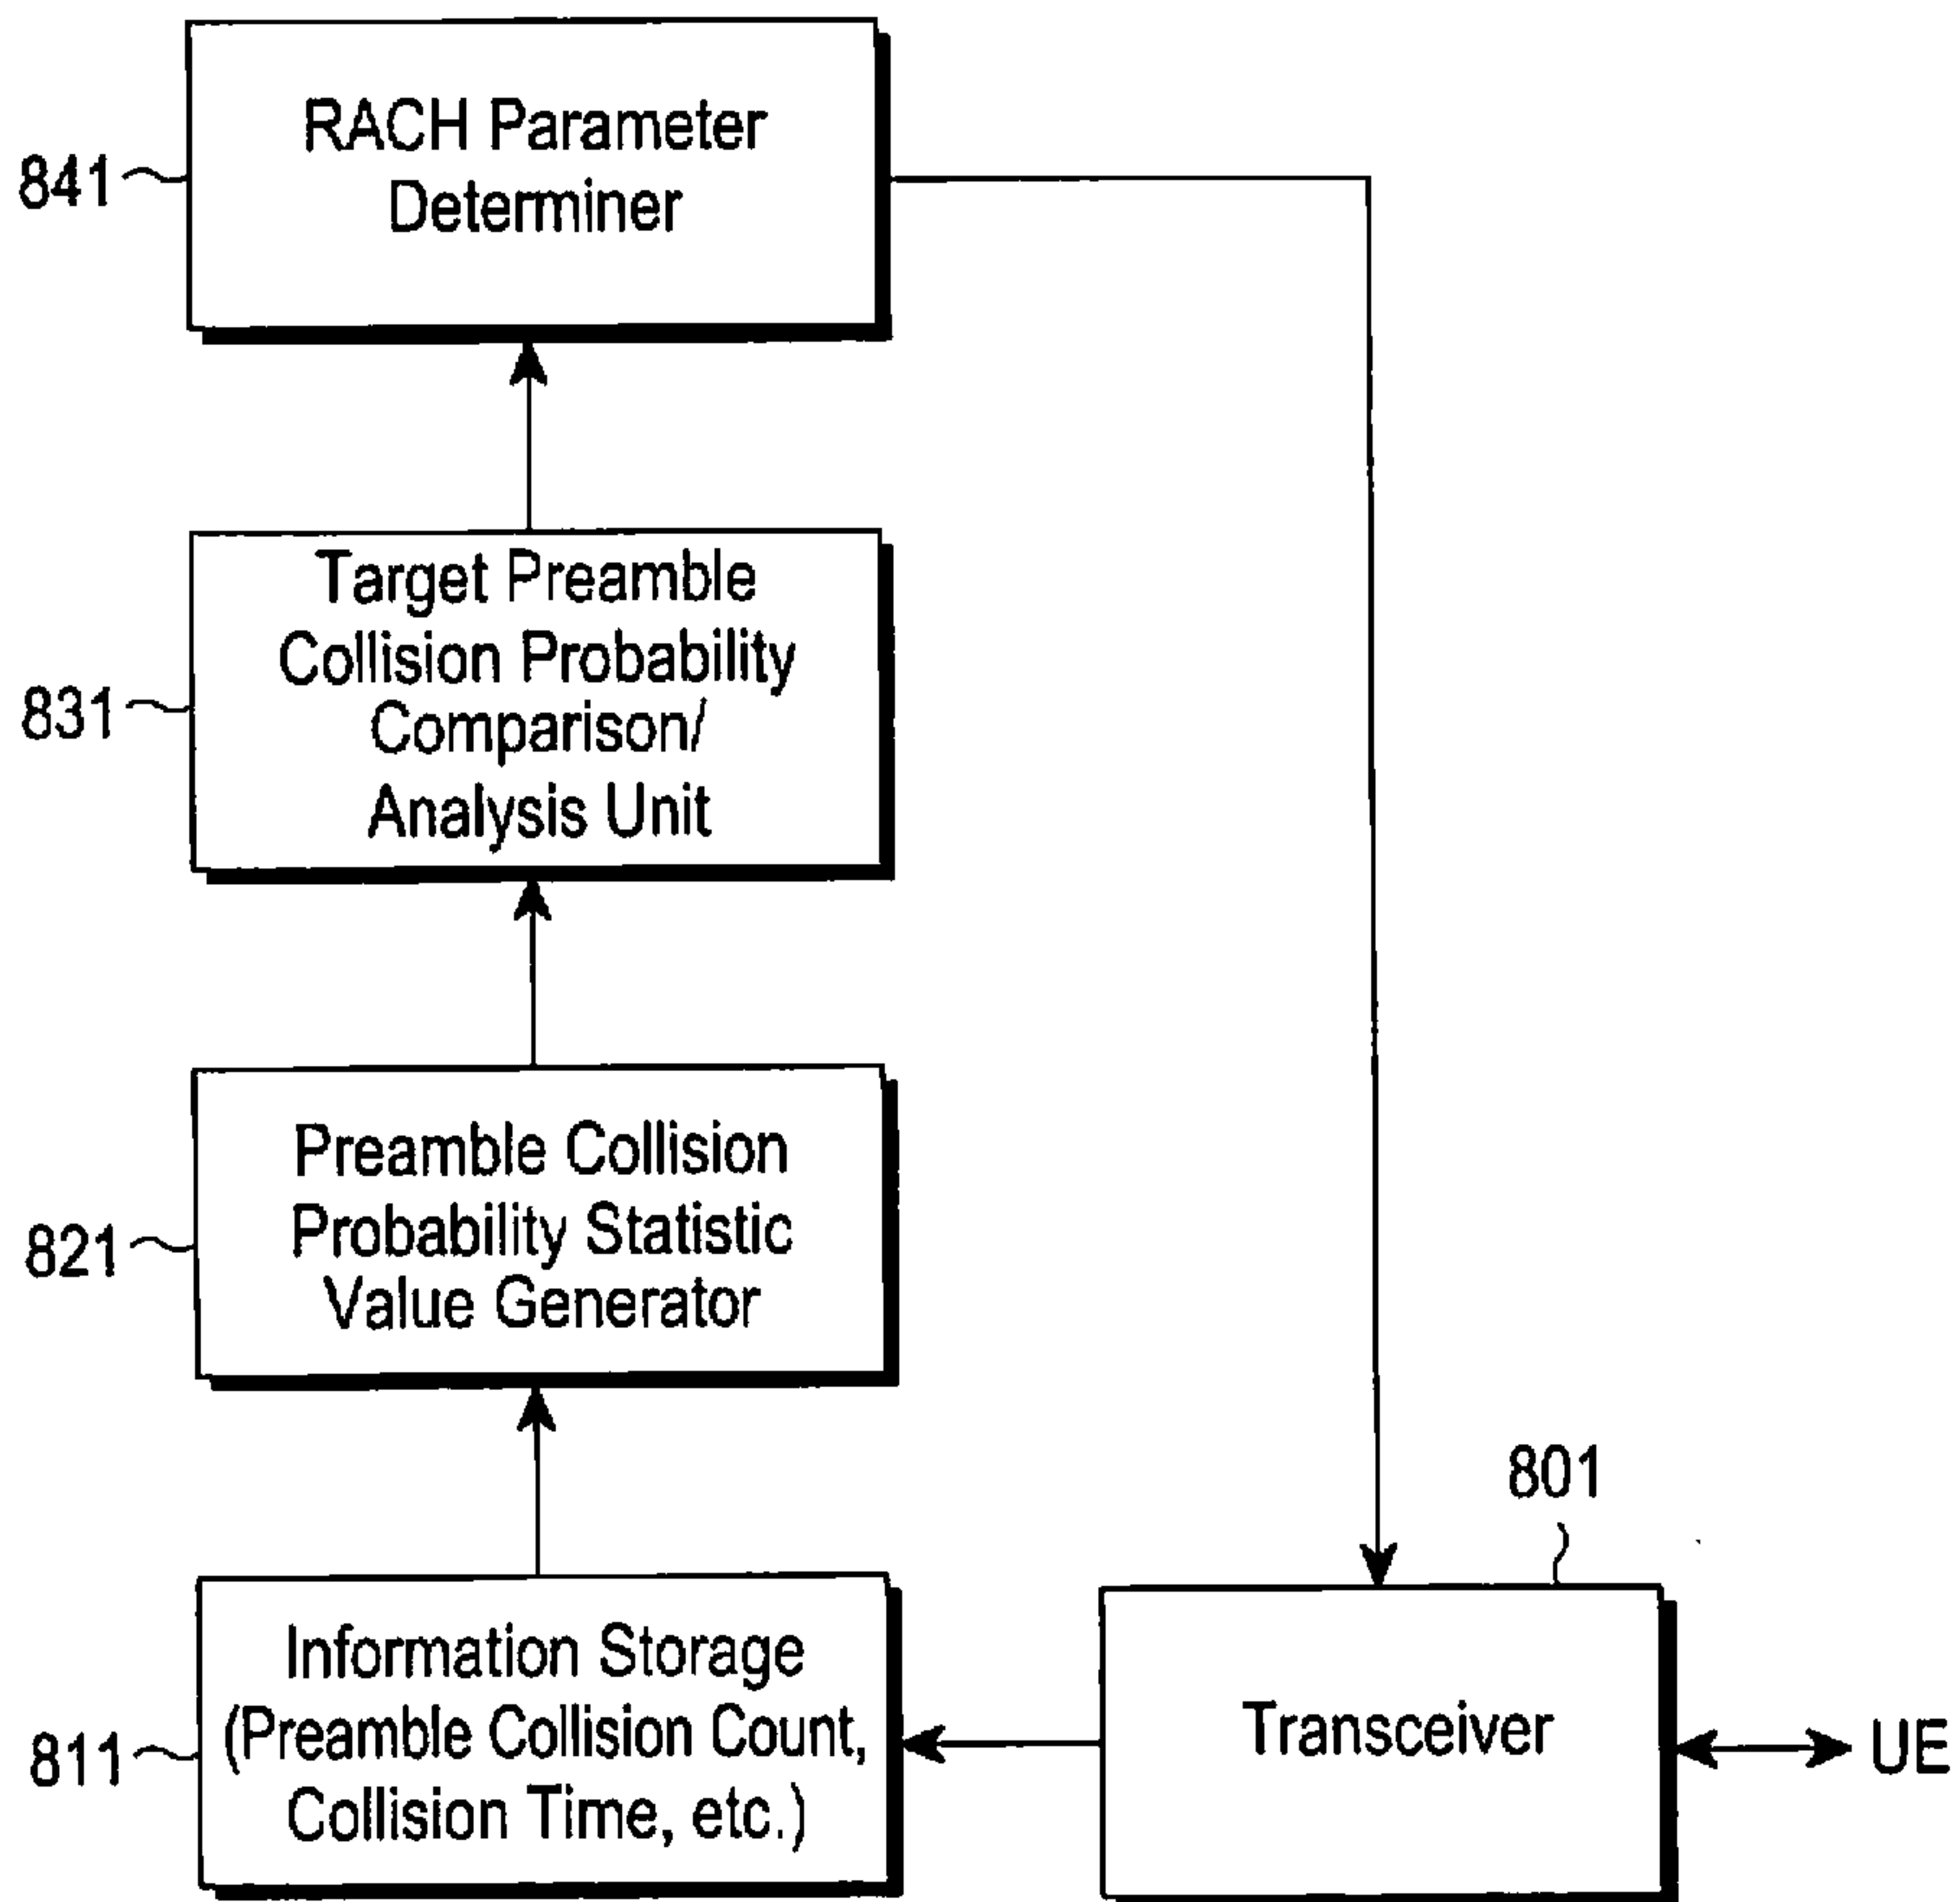 RACH Parameter
Determiner
841
Target Preamble
Collision Probability
Comparison/
Analysis Unit
831
Preamble Collision
Probability Statistic
Value Generator
821
801
Information Storage
(Preamble Collision Count,
Collision Time, etc.)
811
Transceiver
UE